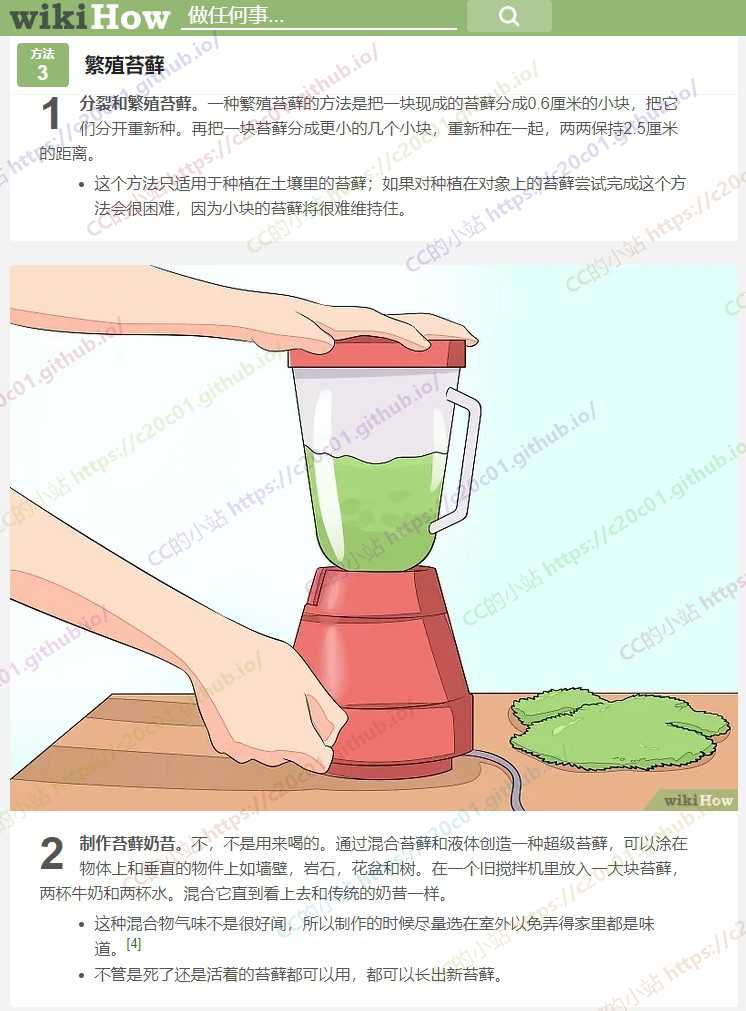 wikiHow 做任何事...
方法
3
繁殖苔藓
1 分裂和繁殖苔藓。一种繁殖苔藓的方法是把一块现成的苔藓分成0.6厘米的小块，把它
们分开重新种。再把一块苔藓分成更小的几个小块，重新种在一起，两两保持2.5厘米
的距离。
这个方法只适用于种植在土壤里的苔藓；如果对种植在对象上的苔藓尝试完成这个方
法会很困难，因为小块的苔藓将很难维持住。
wikiHow
2 制作苔藓奶昔。不，不是用来喝的。通过混合苔藓和液体创造一种超级苔藓，可以涂在
物体上和垂直的物件上如墙壁，岩石，花盆和树。在一个旧搅拌机里放入一大块苔藓，
两杯牛奶和两杯水。混合它直到看上去和传统的奶昔一样。
这种混合物气味不是很好闻，所以制作的时候尽量选在室外以免弄得家里都是味
道。[4]
不管是死了还是活着的苔藓都可以用，都可以长出新苔藓。
CC的小站 https://c20c01.github.io/